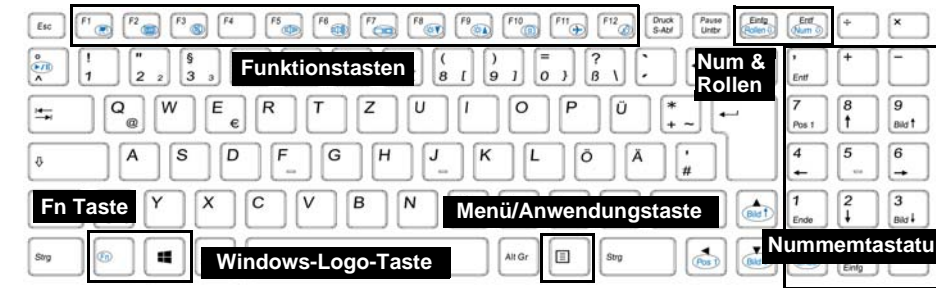 Esc F1 F2 F3 F4 F5 F6 F7 F8 F9 F10 F11 F12 Druck S-Abf Pause Untbr Einfg Rollen Entf Num ÷ ×
° ^ ! 1 " 2 2 § 3 3 Funktionstasten ( 8 [ ) 9 ] = 0 } ? ß \ ` ´ Num & Rollen , Entf + −
Q @ W E € R T Z U I O P Ü * + ~ 7 Pos 1 8 ↑ 9 Bild ↑
A S D F G H J K L Ö Ä ' # 4 ← 5 6 →
Fn Taste Y X C V B N Menü/Anwendungstaste Bild ↑ 1 Ende 2 ↓ 3 Bild ↓
Strg Fn Windows-Logo-Taste Alt Gr Strg Pos 1 Bild Nummerntastatu Einfg